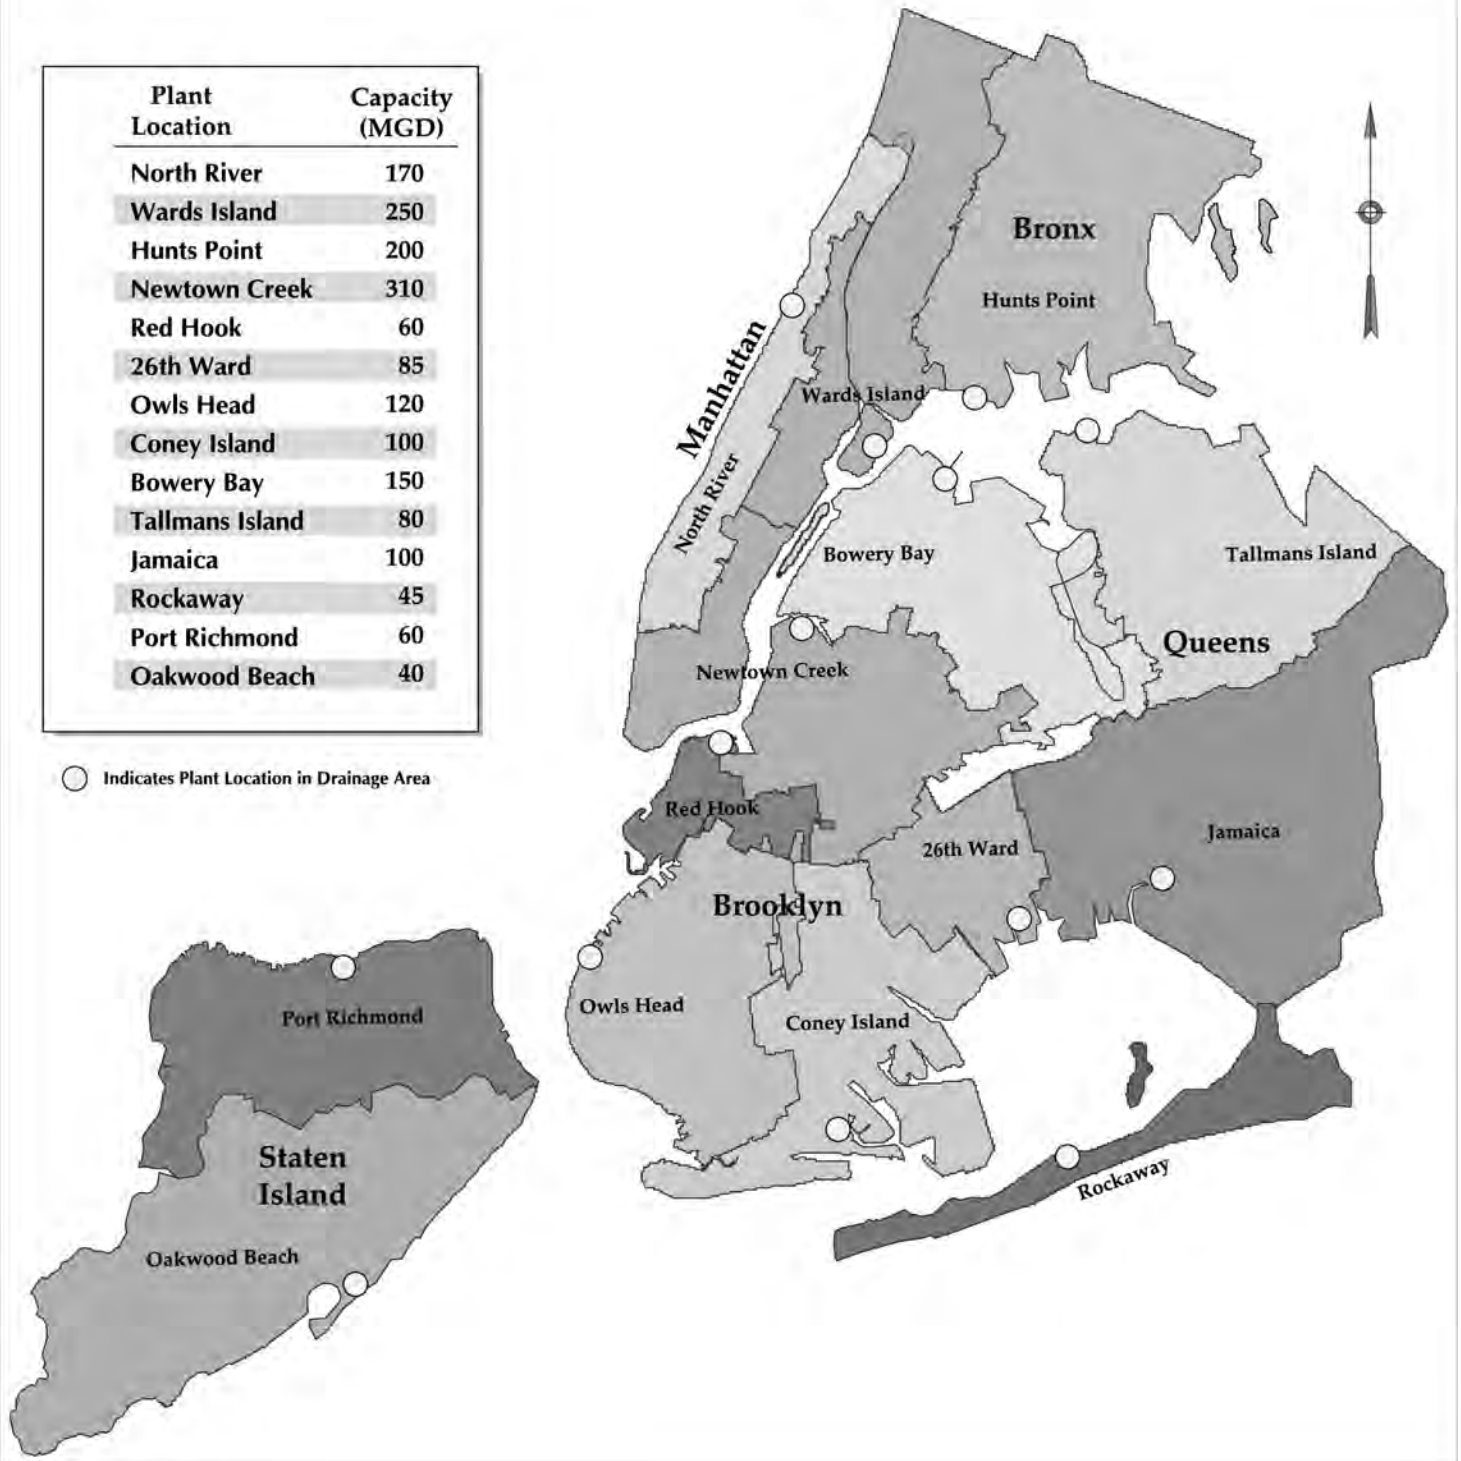 Plant Capacity
Location (MGD)
North River 170
Wards Island 250
Hunts Point 200
Newtown Creek 310
Red Hook 60
26th Ward 85
Owls Head 120
Coney Island 100
Bowery Bay 150
Tallmans Island 80
Jamaica 100
Rockaway 45
Port Richmond 60
Oakwood Beach 40
Indicates Plant Location in Drainage Area
Bronx
Hunts Point
Manhattan
Wards Island
North River
Bowery Bay
Tallmans Island
Queens
Newtown Creek
Red Hook
26th Ward
Jamaica
Brooklyn
Owls Head
Coney Island
Port Richmond
Staten
Island
Rockaway
Oakwood Beach